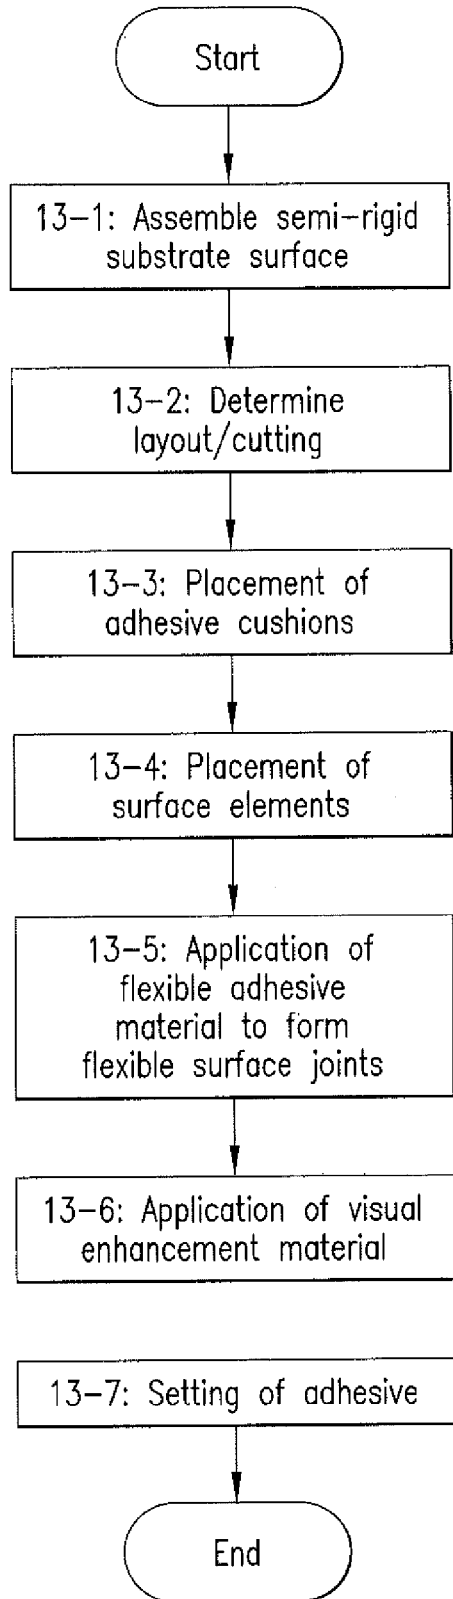 Start
13-1: Assemble semi-rigid
substrate surface
13-2: Determine
layout/cutting
13-3: Placement of
adhesive cushions
13-4: Placement of
surface elements
13-5: Application of
flexible adhesive
material to form
flexible surface joints
13-6: Application of visual
enhancement material
13-7: Setting of adhesive
End